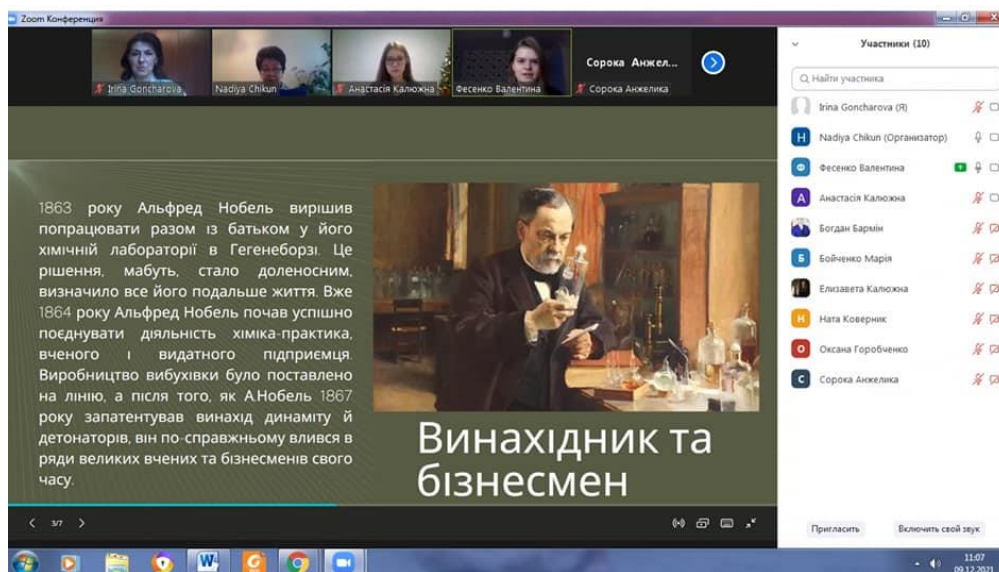 Zoom Конференция
Irina Goncharova
Nadiya Chikun
Анастасія Калюжна
Фесенко Валентина
Сорока Анжел...
Сорока Анжелика
1863 року Альфред Нобель вирішив
попрацювати разом із батьком у його
хімічній лабораторії в Гегенеборзі. Це
рішення, мабуть, стало доленосним,
визначило все його подальше життя. Вже
1864 року Альфред Нобель почав успішно
поєднувати діяльність хіміка-практика,
вченого і видатного підприємця.
Виробництво вибухівки було поставлено
на лінію, а після того, як А.Нобель 1867
року запатентував винахід динаміту й
детонаторів, він по-справжньому влився в
ряди великих вчених та бізнесменів свого
часу.
Винахідник та
бізнесмен
3/7
Участники (10)
Найти участника
Irina Goncharova (Я)
H Nadiya Chikun (Организатор)
Ф Фесенко Валентина
А Анастасія Калюжна
Богдан Бармін
Б Бойченко Марія
Елизавета Калюжна
Н Ната Коверник
О Оксана Горобченко
С Сорока Анжелика
Пригласить
Включить свой звук
11:07
09.12.2021